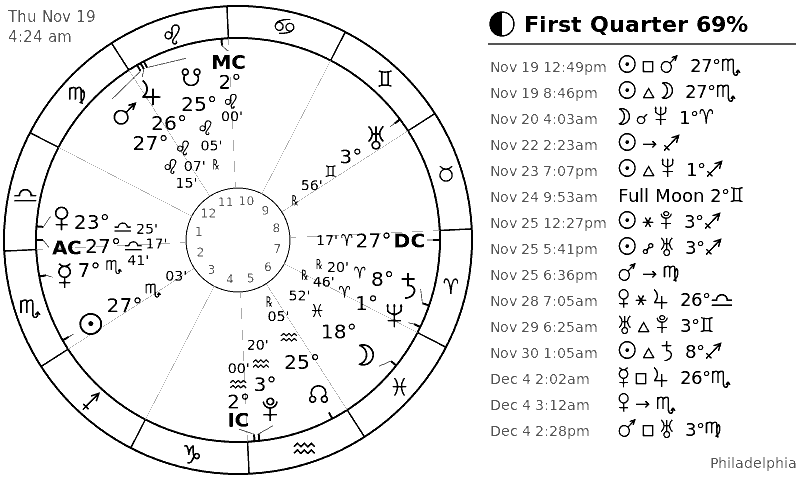 Thu Nov 19
4:24 am
First Quarter 69%
Nov 19 12:49pm ☉ □ ♂ 27°♏
Nov 19 8:46pm ☉ △ ☽ 27°♏
Nov 20 4:03am ☽ ☌ ♆ 1°♈
Nov 22 2:23am ☉ → ♐
Nov 23 7:07pm ☉ △ ♆ 1°♐
Nov 24 9:53am Full Moon 2°♊
Nov 25 12:27pm ☉ ⚹ ♇ 3°♐
Nov 25 5:41pm ☉ ☍ ♅ 3°♐
Nov 25 6:36pm ♂ → ♍
Nov 28 7:05am ♀ ⚹ ♃ 26°♎
Nov 29 6:25am ♅ △ ♇ 3°♊
Nov 30 1:05am ☉ △ ♄ 8°♐
Dec 4 2:02am ☿ □ ♃ 26°♏
Dec 4 3:12am ♀ → ♏
Dec 4 2:28pm ♂ □ ♅ 3°♍
Philadelphia
♋
♌
♊
♍
♉
♎
♈
♏
♓
♐
♒
♑
MC 2° ♌ 00'
☋ 25° ♌ 05' ℞
♃ 26° ♌ 07'
♂ 27° ♌ 15'
♅ 3° ♊ 56' ℞
♀ 23° ♎ 25'
AC 27° ♎ 17'
☿ 7° ♏ 41'
☉ 27° ♏ 03'
17' ♈ 27° DC
℞ 20' ♈ 8° ♄
℞ 46' ♈ 1° ♆
52' ♓ 18° ☽
℞ 05' ♒ 25° ☊
20' ♒ 3° ♇
00' ♒ 2° IC
1
2
3
4
5
6
7
8
9
10
11
12